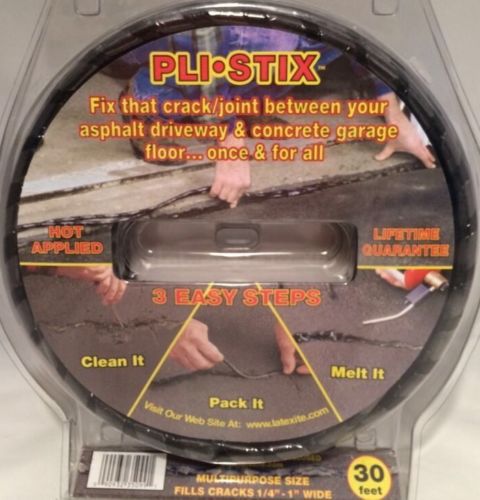 PLI•STIX™
Fix that crack/joint between your
asphalt driveway & concrete garage
floor... once & for all
HOT
APPLIED
LIFETIME
GUARANTEE
3 EASY STEPS
Clean It
Pack It
Melt It
Visit Our Web Site At: www.latexite.com
MULTIPURPOSE SIZE
FILLS CRACKS 1/4"-1" WIDE
30
feet